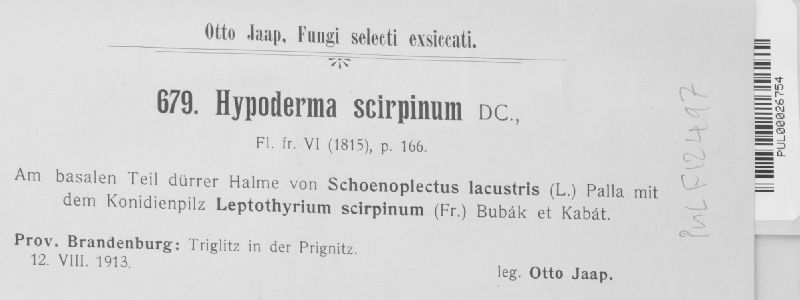 Otto Jaap, Fungi selecti exsiccati.
679. Hypoderma scirpinum DC.,
Fl. fr. VI (1815), p. 166.
Am basalen Teil dürrer Halme von Schoenoplectus lacustris (L.) Palla mit
dem Konidienpilz Leptothyrium scirpinum (Fr.) Bubák et Kabát.
Prov. Brandenburg: Triglitz in der Prignitz.
12. VIII. 1913.
leg. Otto Jaap.
PUL F12497
PUL00026754